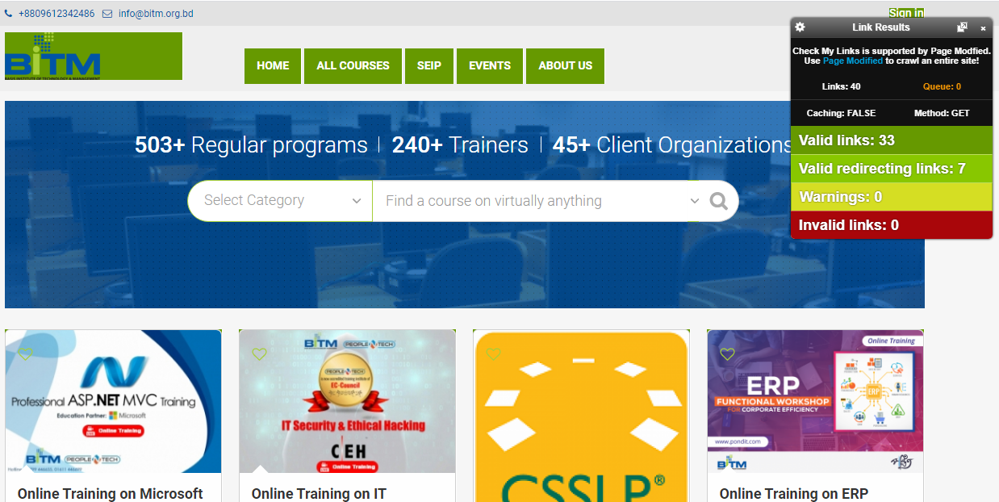 +8809612342486 info@bitm.org.bd
Sign in
BITM
BASIS INSTITUTE OF TECHNOLOGY & MANAGEMENT
HOME
ALL COURSES
SEIP
EVENTS
ABOUT US
Link Results
Check My Links is supported by Page Modfied.
Use Page Modified to crawl an entire site!
Links: 40 Queue: 0
Caching: FALSE Method: GET
Valid links: 33
Valid redirecting links: 7
Warnings: 0
Invalid links: 0
503+ Regular programs | 240+ Trainers | 45+ Client Organizations
Select Category
Find a course on virtually anything
Professional ASP.NET MVC Training
Education Partner: Microsoft
Online Training
BITM PEOPLE N TECH
Online Training on Microsoft
BITM PEOPLE N TECH
PEOPLE N TECH
EC-Council
IT Security & Ethical Hacking
CEH
Online Training
Online Training on IT
CSSLP®
Online Training
ERP
FUNCTIONAL WORKSHOP
FOR CORPORATE EFFICIENCY
ERP
www.pondit.com
BITM
Online Training on ERP